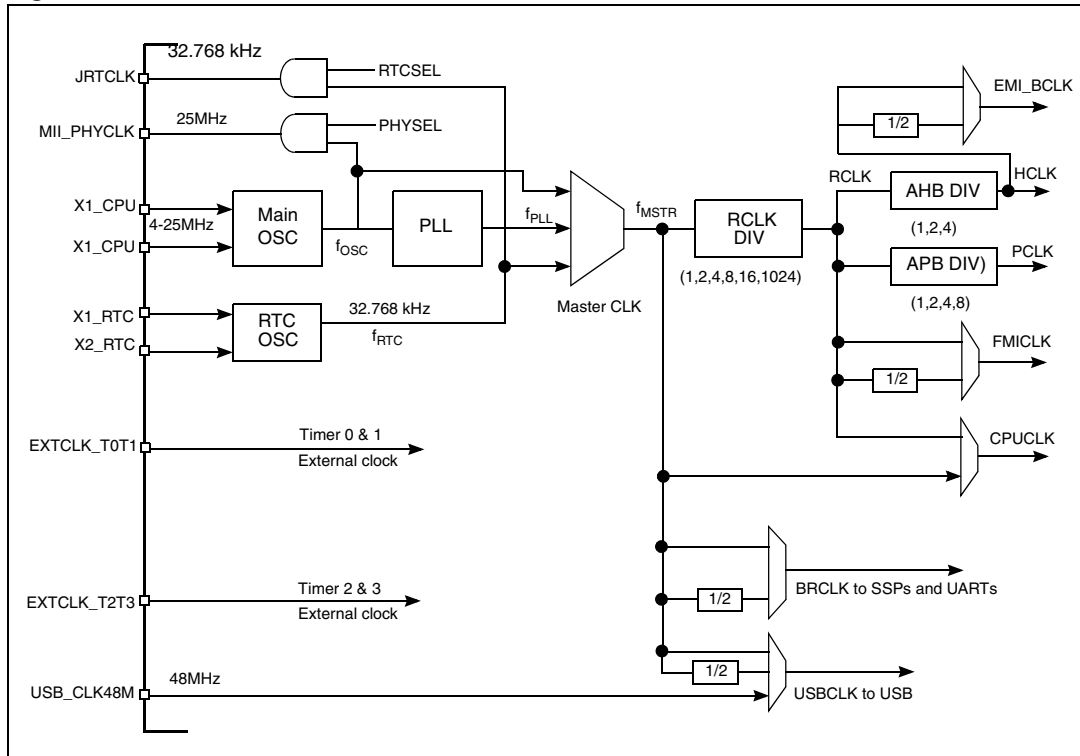 32.768 kHz
JRTCLK
RTCSEL
MII_PHYCLK
25MHz
PHYSEL
EMI_BCLK
1/2
X1_CPU
4-25MHz
X1_CPU
Main
OSC
fOSC
PLL
fPLL
fMSTR
Master CLK
RCLK
DIV
(1,2,4,8,16,1024)
RCLK
AHB DIV
HCLK
(1,2,4)
APB DIV)
PCLK
(1,2,4,8)
X1_RTC
X2_RTC
RTC
OSC
32.768 kHz
fRTC
1/2
FMICLK
CPUCLK
EXTCLK_T0T1
Timer 0 & 1
External clock
1/2
BRCLK to SSPs and UARTs
EXTCLK_T2T3
Timer 2 & 3
External clock
1/2
USBCLK to USB
USB_CLK48M
48MHz